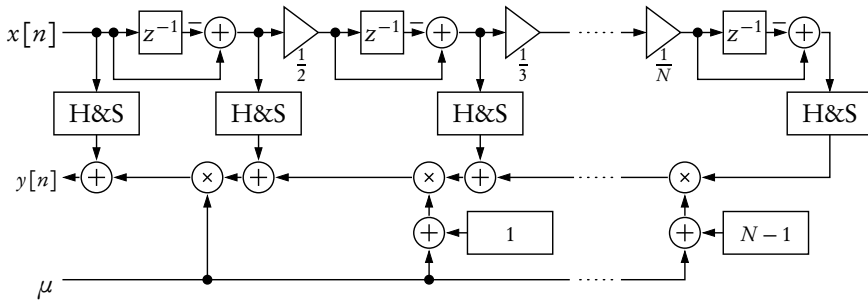 x[n]
z⁻¹
−
+
1/2
z⁻¹
−
+
1/3
1/N
z⁻¹
−
+
H&S
H&S
H&S
H&S
y[n]
+
×
+
×
+
×
+
1
+
N − 1
μ